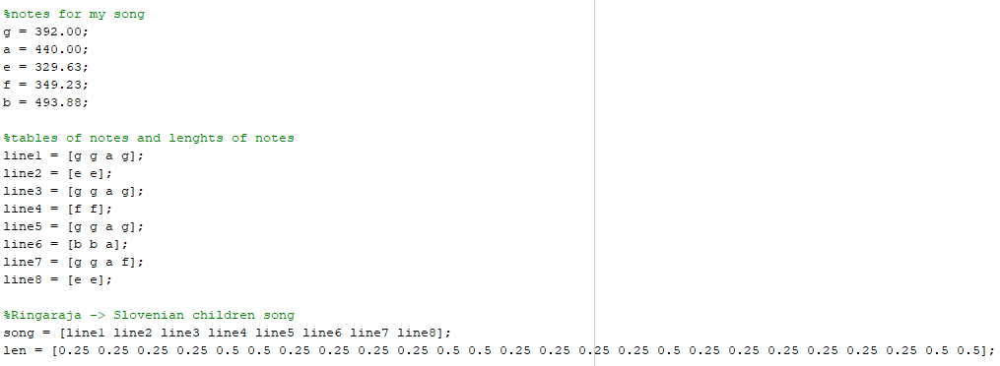 %notes for my song
g = 392.00;
a = 440.00;
e = 329.63;
f = 349.23;
b = 493.88;
%tables of notes and lenghts of notes
line1 = [g g a g];
line2 = [e e];
line3 = [g g a g];
line4 = [f f];
line5 = [g g a g];
line6 = [b b a];
line7 = [g g a f];
line8 = [e e];
%Ringaraja -> Slovenian children song
song = [line1 line2 line3 line4 line5 line6 line7 line8];
len = [0.25 0.25 0.25 0.25 0.5 0.5 0.25 0.25 0.25 0.25 0.5 0.5 0.25 0.25 0.25 0.25 0.5 0.25 0.25 0.25 0.25 0.25 0.25 0.5 0.5];